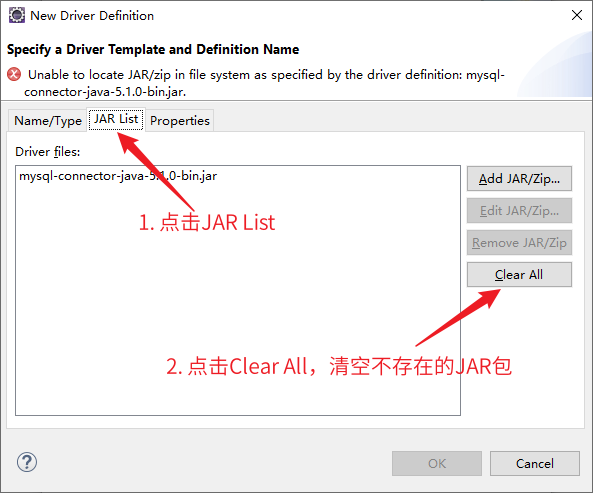 New Driver Definition
Specify a Driver Template and Definition Name
Unable to locate JAR/zip in file system as specified by the driver definition: mysql-
connector-java-5.1.0-bin.jar.
Name/Type JAR List Properties
Driver files:
mysql-connector-java-5.1.0-bin.jar
Add JAR/Zip...
1. 点击JAR List
Edit JAR/Zip...
Remove JAR/Zip
Clear All
2. 点击Clear All，清空不存在的JAR包
OK Cancel